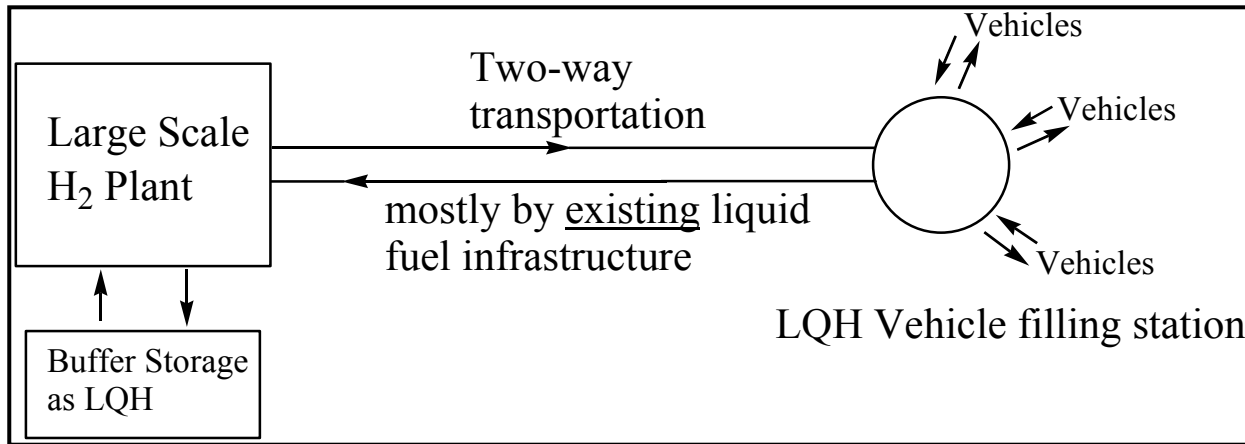 Vehicles
Two-way
transportation
Vehicles
Large Scale
H₂ Plant
mostly by existing liquid
fuel infrastructure
Vehicles
LQH Vehicle filling station
Buffer Storage
as LQH